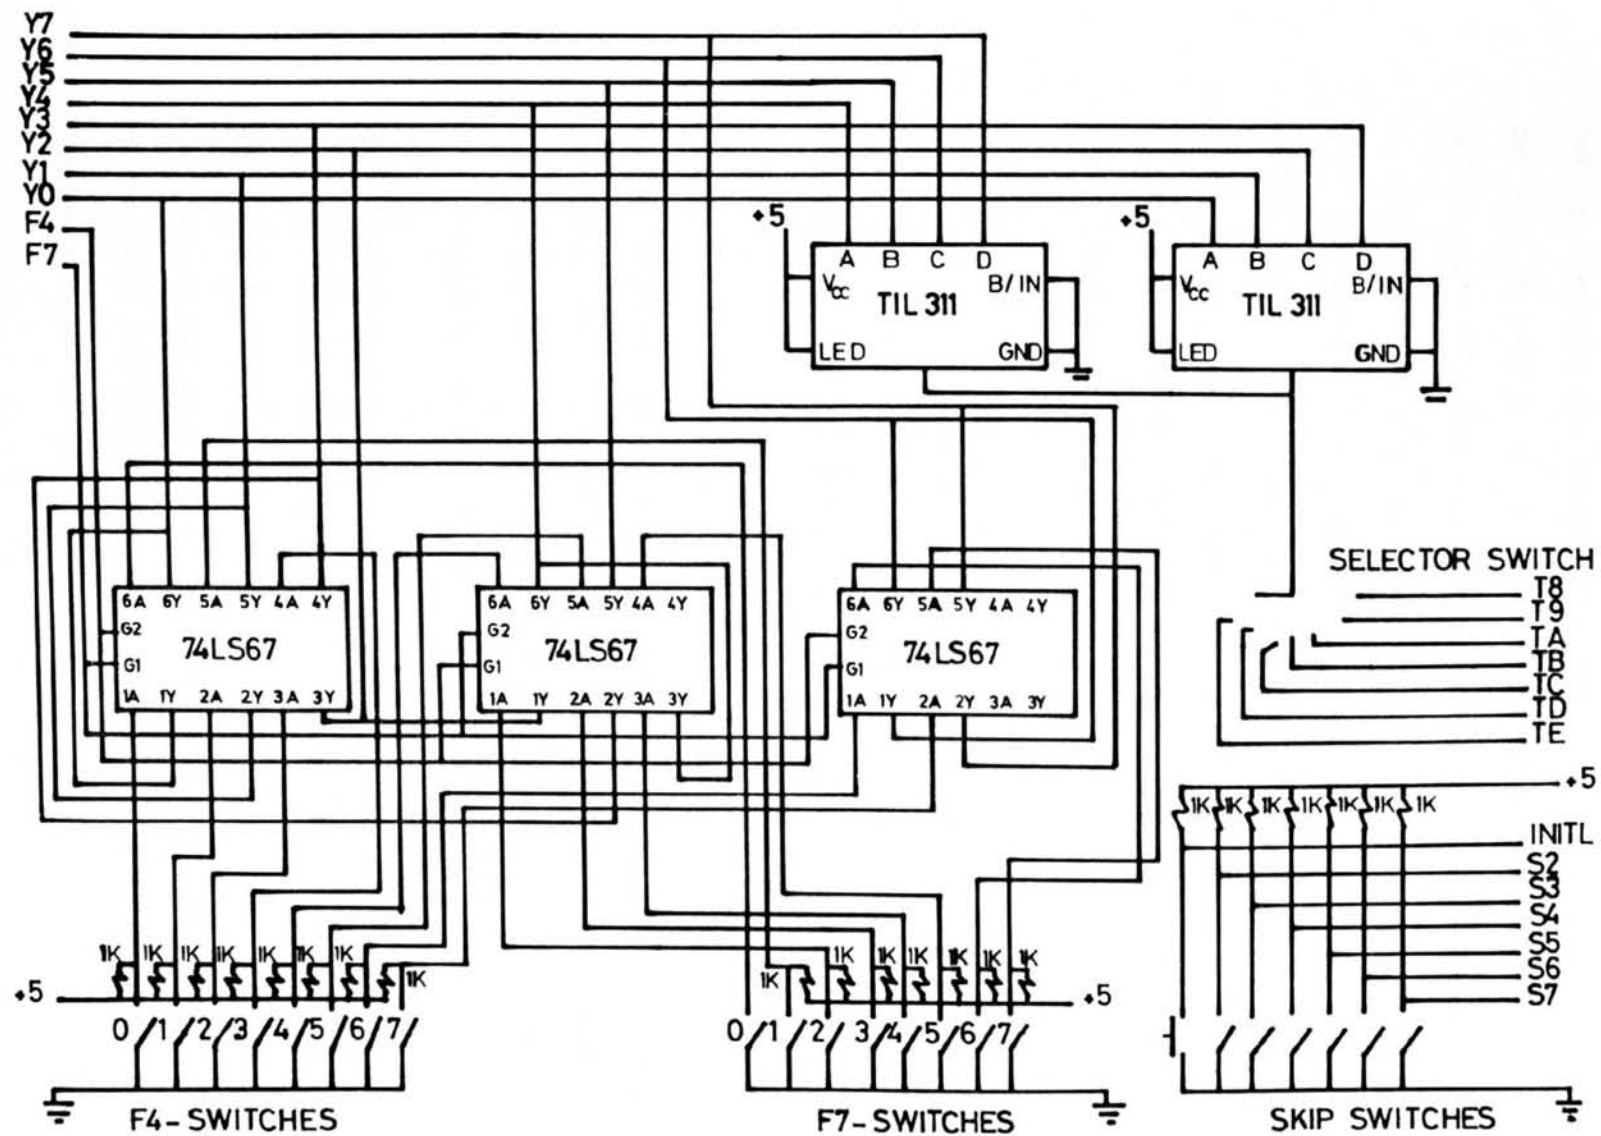 Y7
Y6
Y5
Y4
Y3
Y2
Y1
Y0
F4
F7
+5
+5
A B C D
VCC
B/IN
TIL 311
LED
GND
A B C D
VCC
B/IN
TIL 311
LED
GND
6A 6Y 5A 5Y 4A 4Y
G2
74LS67
G1
1A 1Y 2A 2Y 3A 3Y
6A 6Y 5A 5Y 4A 4Y
G2
74LS67
G1
1A 1Y 2A 2Y 3A 3Y
6A 6Y 5A 5Y 4A 4Y
G2
74LS67
G1
1A 1Y 2A 2Y 3A 3Y
SELECTOR SWITCH
T8
T9
TA
TB
TC
TD
TE
+5
1K 1K 1K 1K 1K 1K 1K
INITL
S2
S3
S4
S5
S6
S7
1K 1K 1K 1K 1K 1K 1K 1K
+5
0 1 2 3 4 5 6 7
F4-SWITCHES
1K 1K 1K 1K 1K 1K 1K
+5
0 1 2 3 4 5 6 7
F7-SWITCHES
SKIP SWITCHES